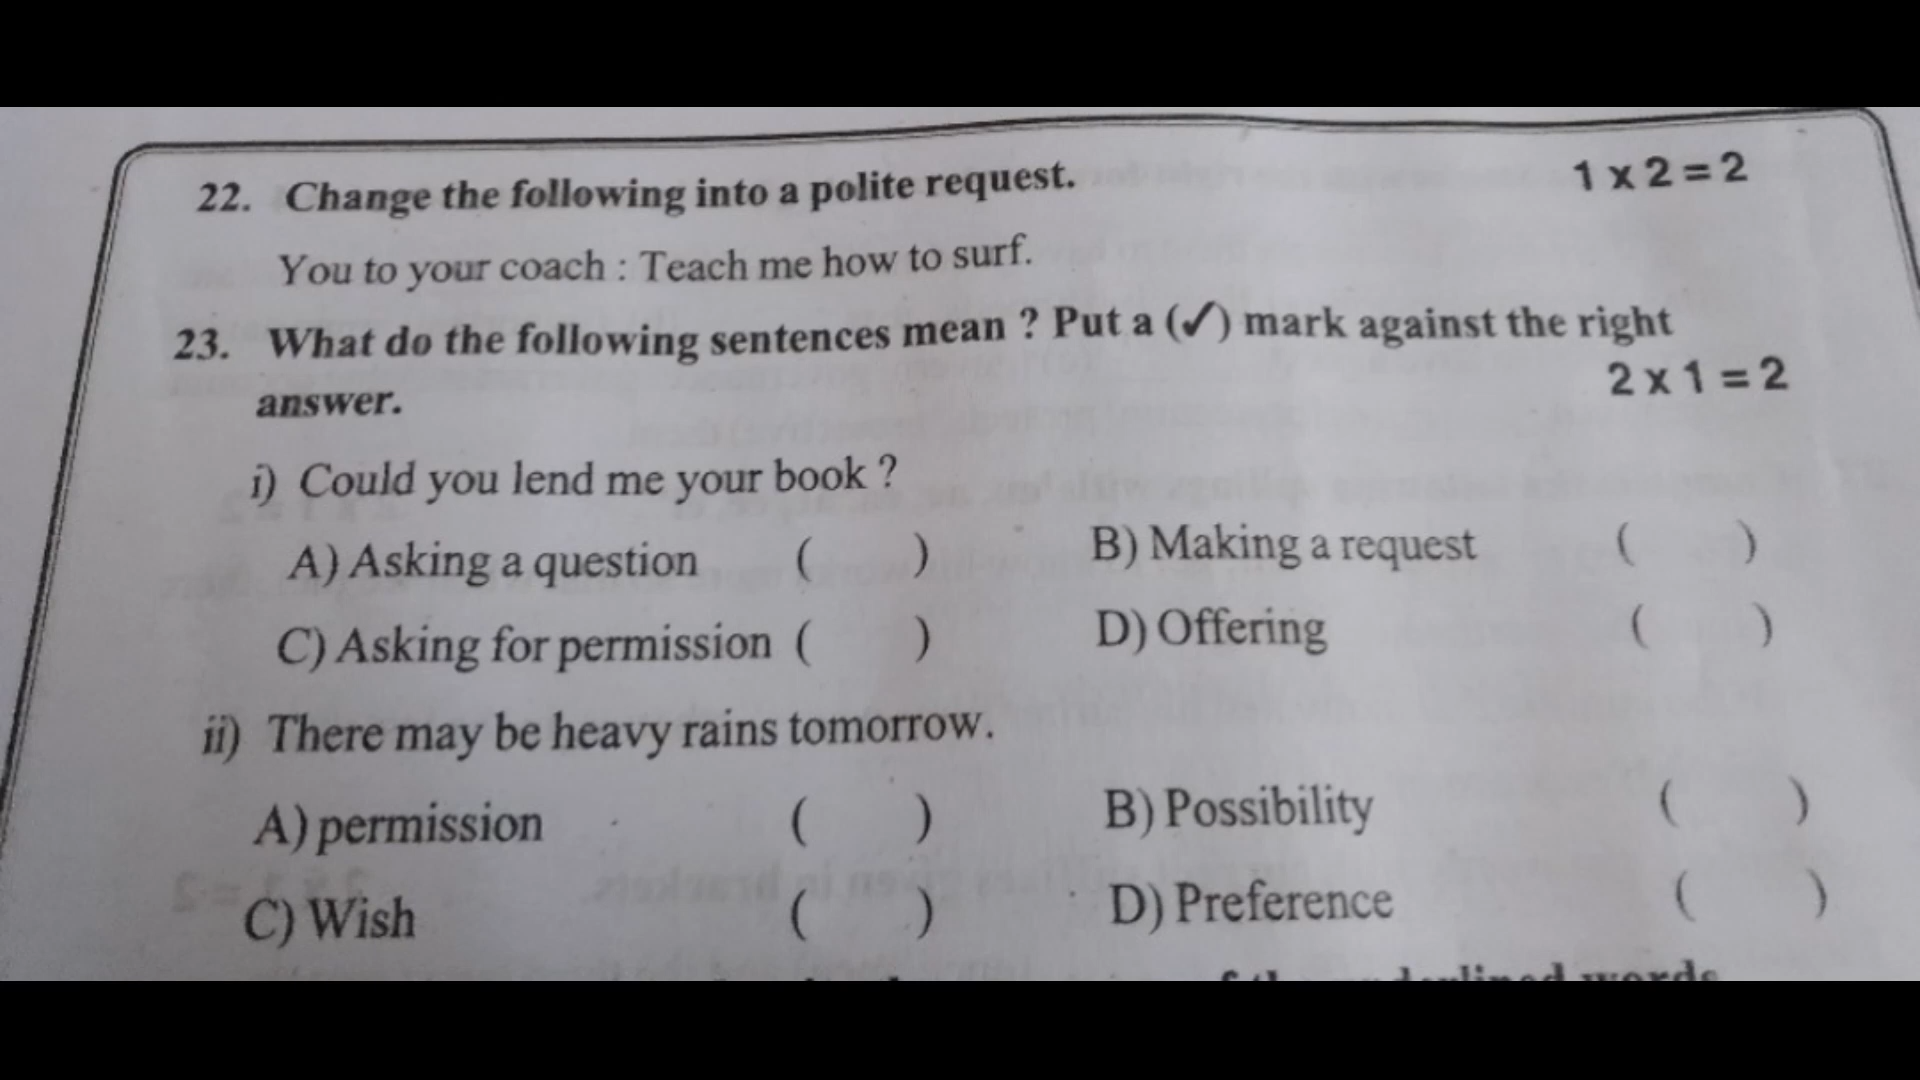 22. Change the following into a polite request. 1 x 2 = 2
You to your coach : Teach me how to surf.
23. What do the following sentences mean ? Put a (✓) mark against the right
answer. 2 x 1 = 2
i) Could you lend me your book ?
A) Asking a question ( ) B) Making a request ( )
C) Asking for permission ( ) D) Offering ( )
ii) There may be heavy rains tomorrow.
A) permission ( ) B) Possibility ( )
C) Wish ( ) D) Preference ( )
underlined words